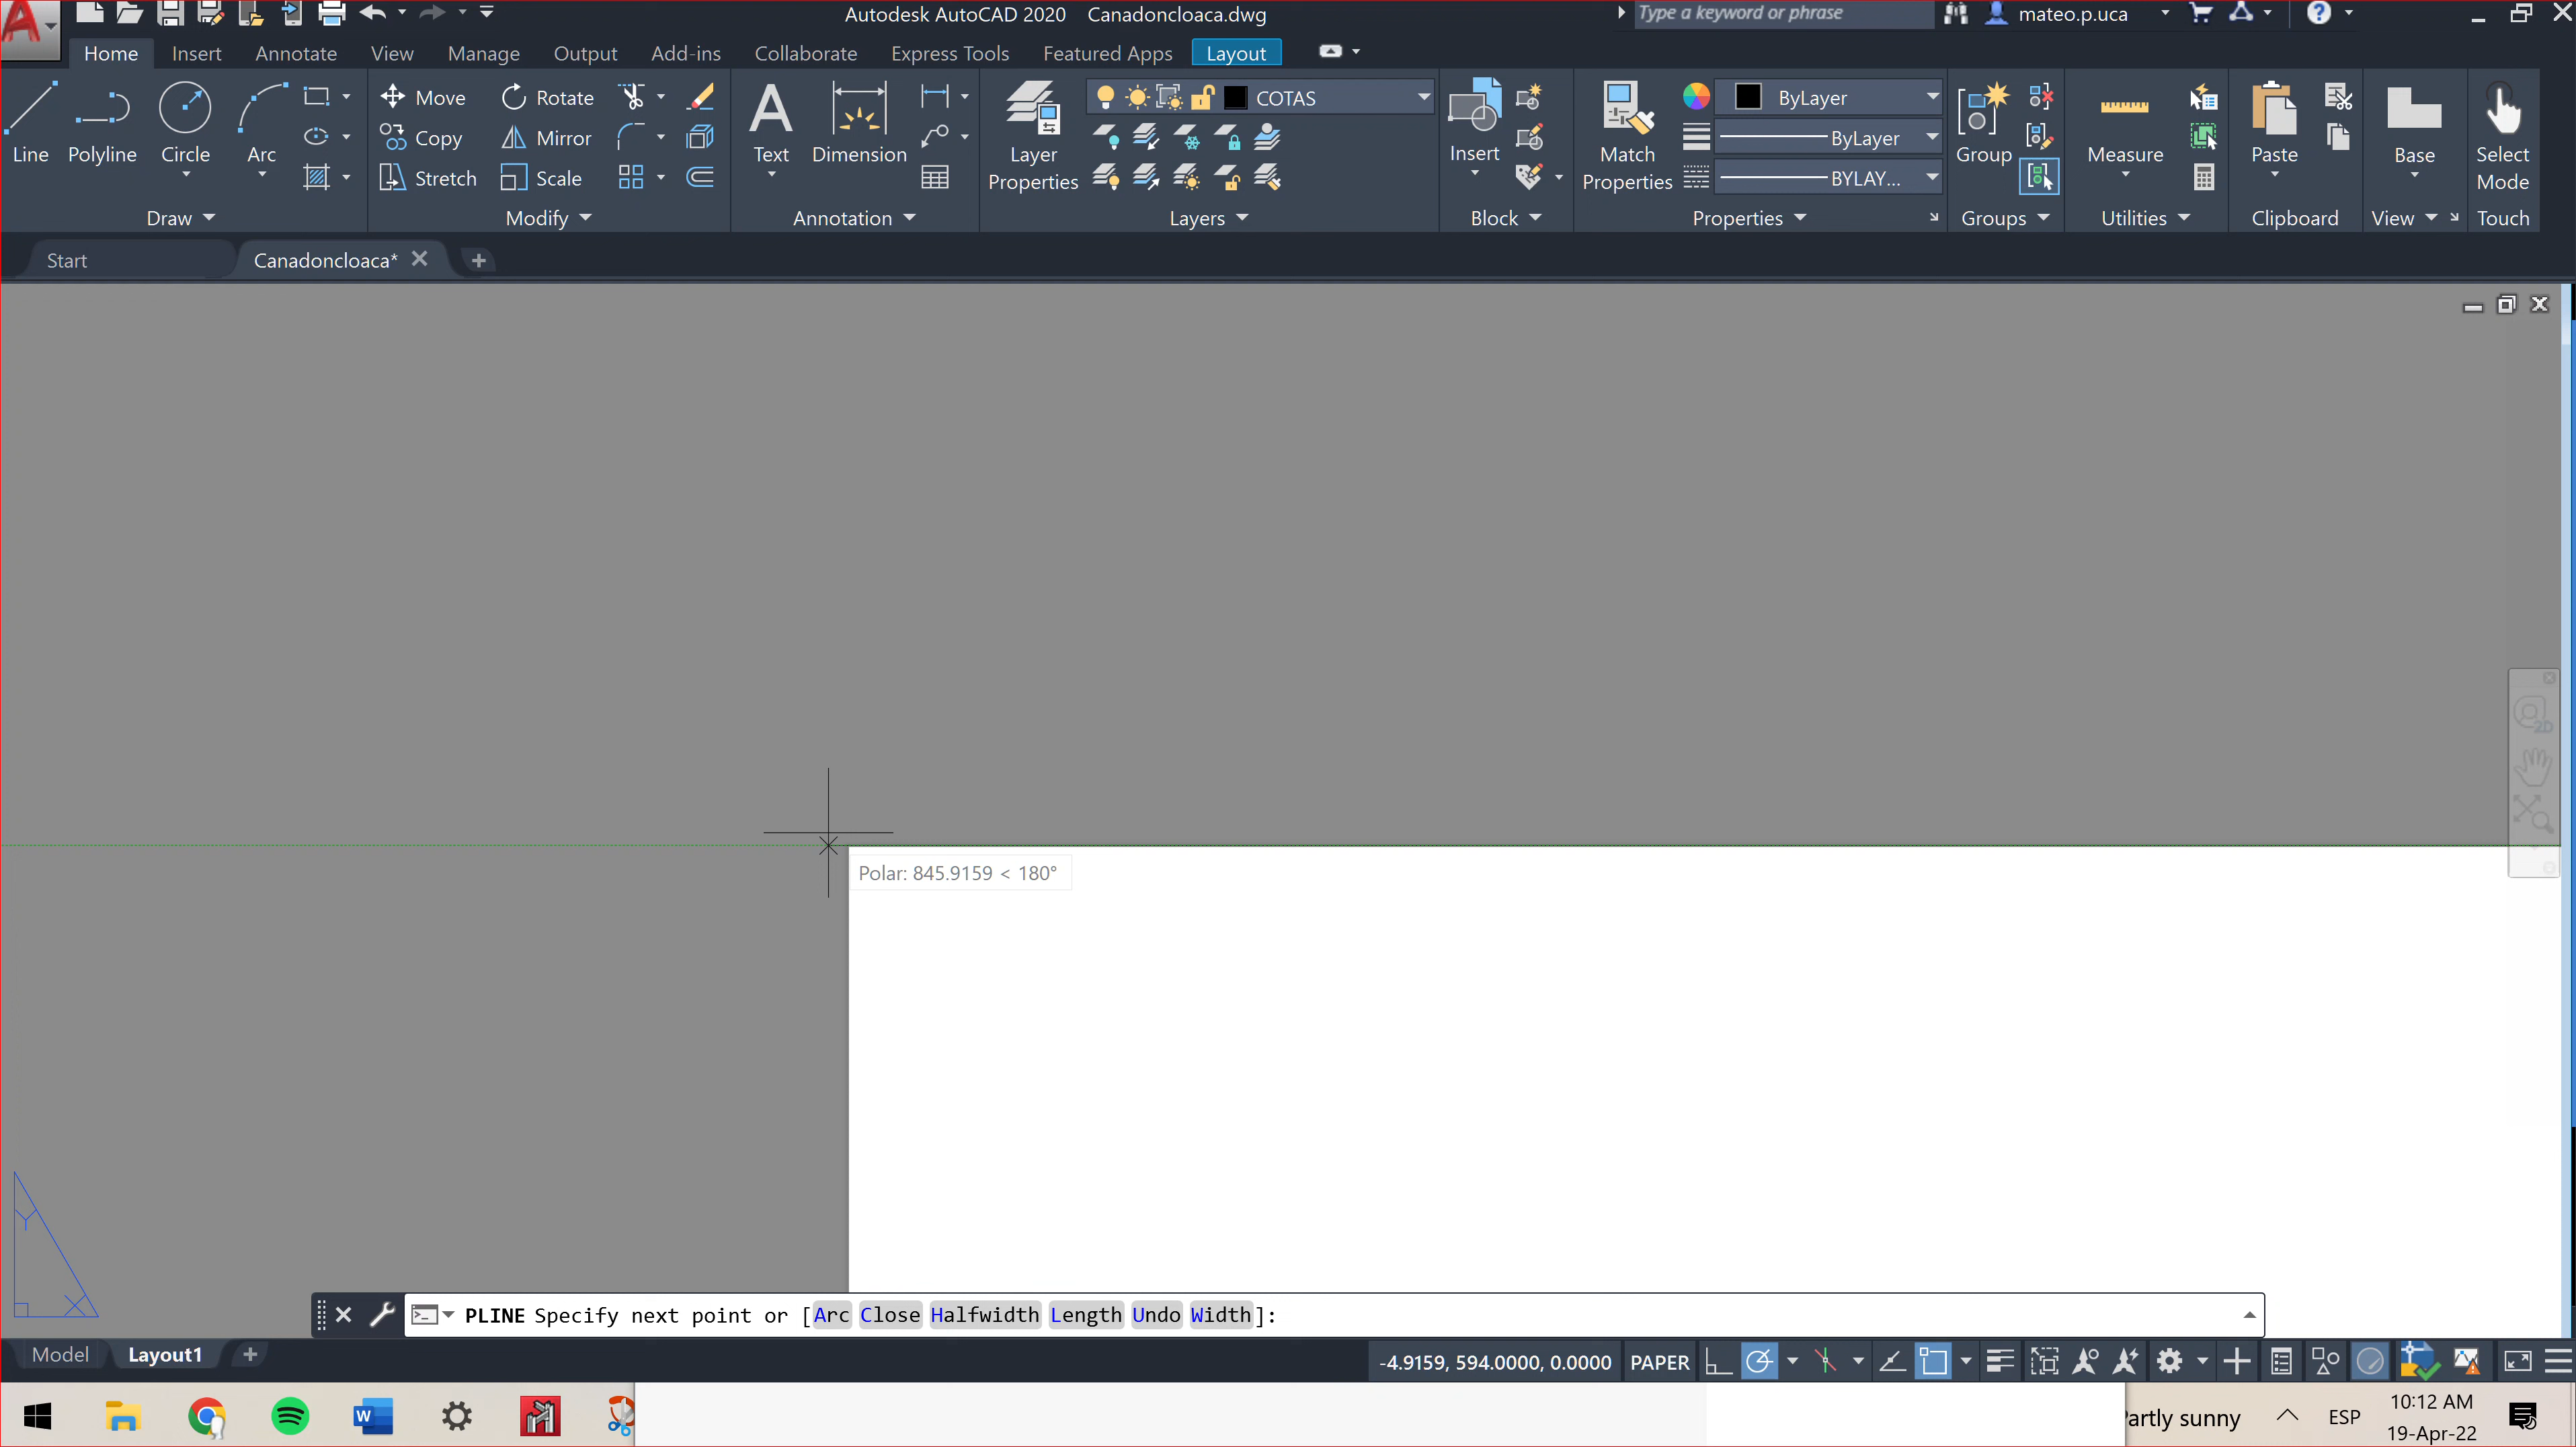 Autodesk AutoCAD 2020 Canadoncloaca.dwg
Type a keyword or phrase
mateo.p.uca
Home Insert Annotate View Manage Output Add-ins Collaborate Express Tools Featured Apps Layout
Line Polyline Circle Arc
Move Rotate
Copy Mirror
Stretch Scale
Text Dimension
Layer Properties
COTAS
Insert
Match Properties
ByLayer
ByLayer
BYLAY...
Group
Measure
Paste
Base
Select Mode
Draw Modify Annotation Layers Block Properties Groups Utilities Clipboard View Touch
Start Canadoncloaca*
2D
Polar: 845.9159 < 180°
Y
X
PLINE Specify next point or [Arc Close Halfwidth Length Undo Width]:
Model Layout1
-4.9159, 594.0000, 0.0000 PAPER
artly sunny
ESP
10:12 AM
19-Apr-22